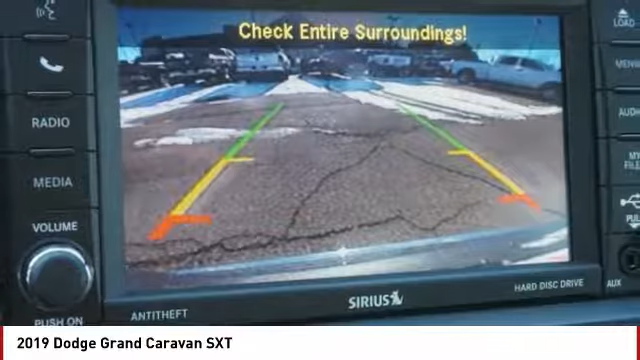 Check Entire Surroundings!
LOAD
RADIO
MEDIA
VOLUME
PUSH ON
ANTITHEFT
SIRIUS
HARD DISC DRIVE
AUX
2019 Dodge Grand Caravan SXT